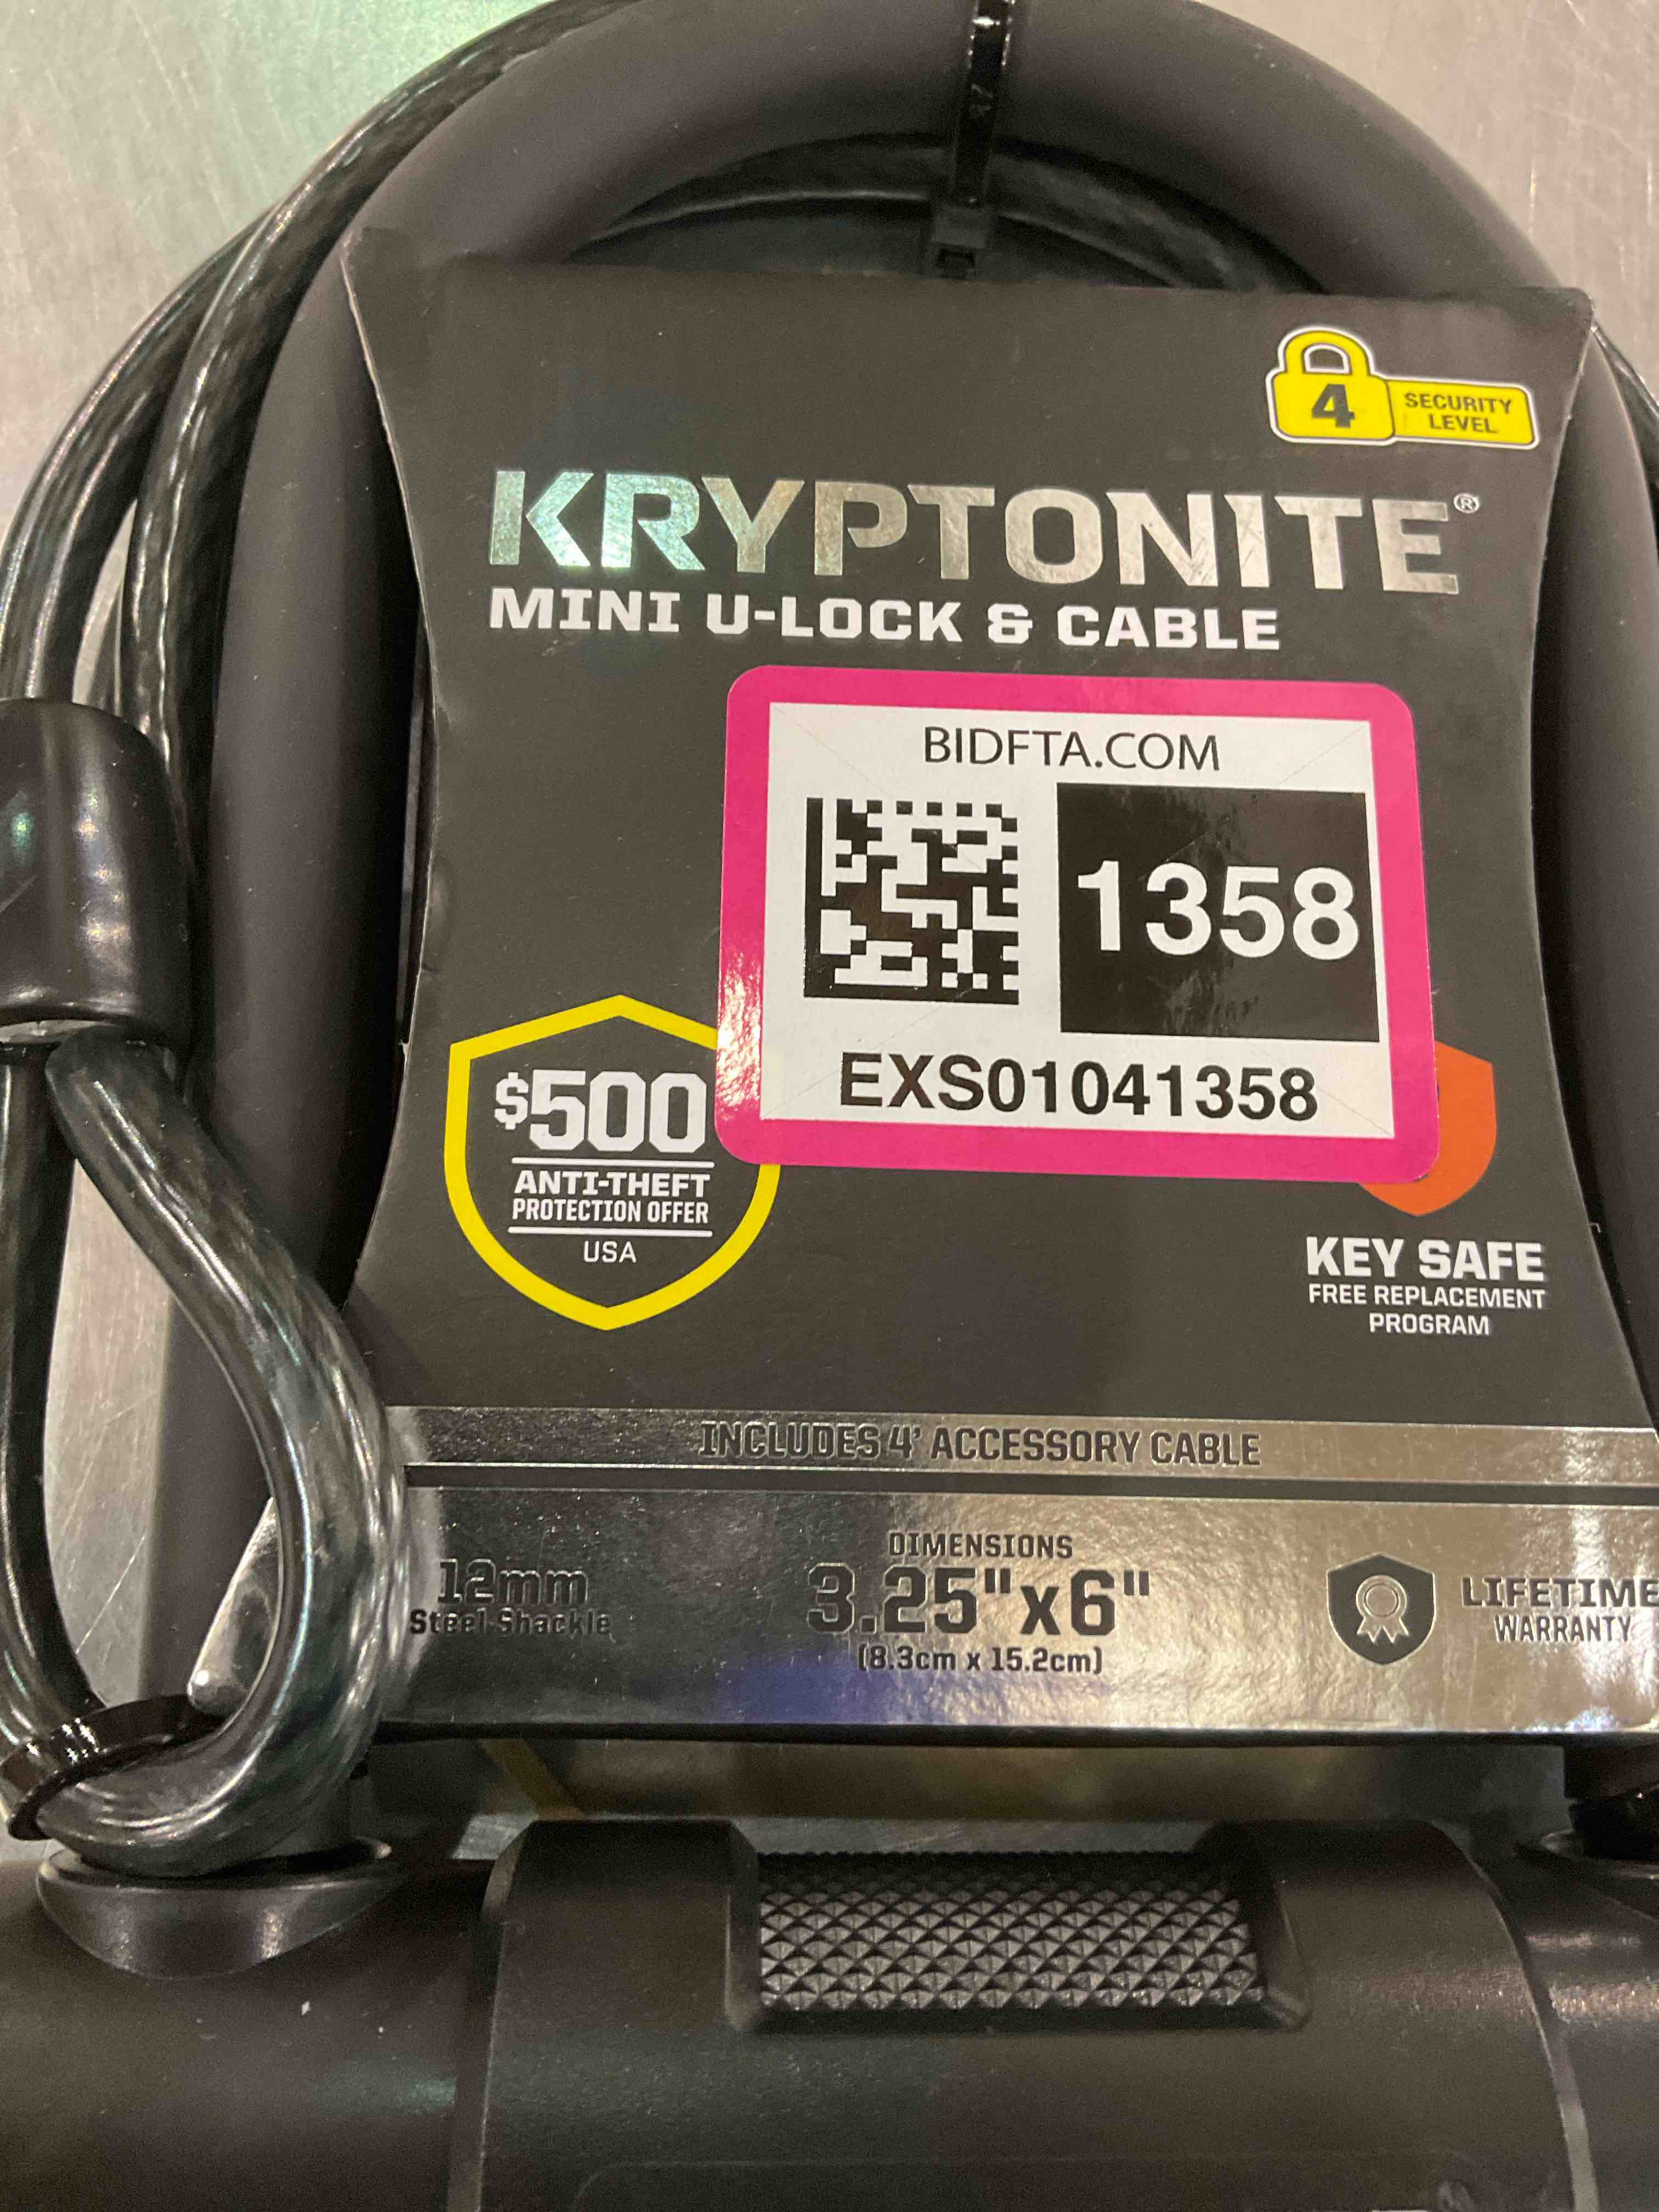 4
SECURITY
LEVEL
KRYPTONITE®
MINI U-LOCK & CABLE
BIDFTA.COM
1358
EXS01041358
$500
ANTI-THEFT
PROTECTION OFFER
USA
KEY SAFE
FREE REPLACEMENT
PROGRAM
INCLUDES 4' ACCESSORY CABLE
12mm
Steel Shackle
DIMENSIONS
3.25"x6"
(8.3cm x 15.2cm)
LIFETIME
WARRANTY